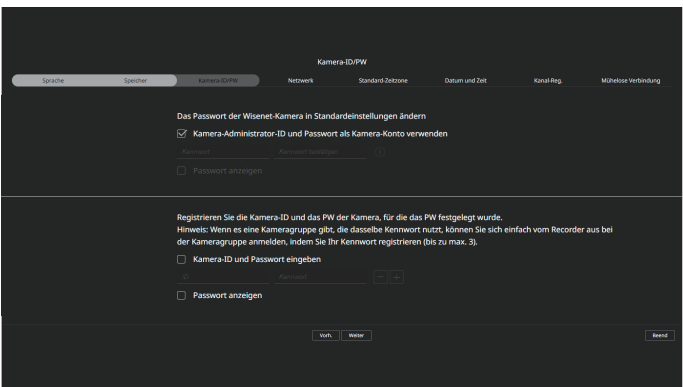 Kamera-ID/PW
Sprache Speicher Kamera-ID/PW Netzwerk Standard-Zeitzone Datum und Zeit Kanal-Reg. Mühelose Verbindung
Das Passwort der Wisenet-Kamera in Standardeinstellungen ändern
Kamera-Administrator-ID und Passwort als Kamera-Konto verwenden
Kennwort Kennwort bestätigen
Passwort anzeigen
Registrieren Sie die Kamera-ID und das PW der Kamera, für die das PW festgelegt wurde.
Hinweis: Wenn es eine Kameragruppe gibt, die dasselbe Kennwort nutzt, können Sie sich einfach vom Recorder aus bei
der Kameragruppe anmelden, indem Sie Ihr Kennwort registrieren (bis zu max. 3).
Kamera-ID und Passwort eingeben
ID Kennwort
Passwort anzeigen
Vorh. Weiter Beend